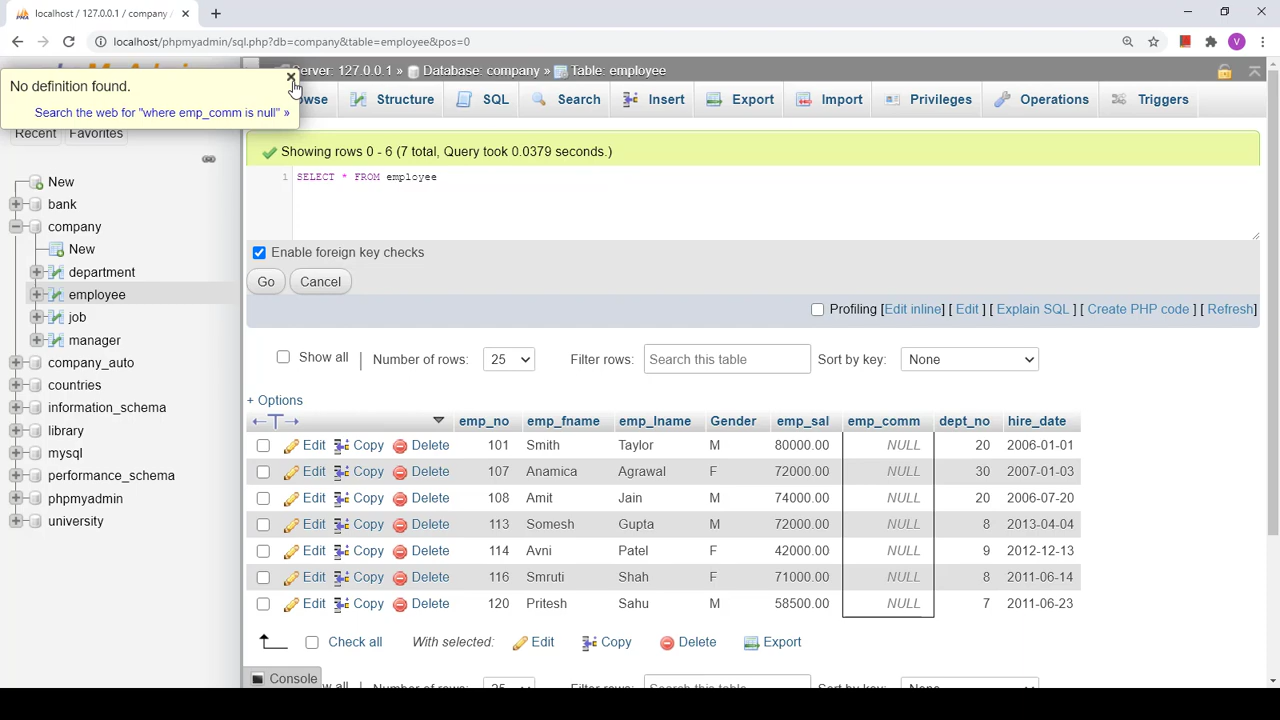 localhost / 127.0.0.1 / company /
localhost/phpmyadmin/sql.php?db=company&table=employee&pos=0
No definition found.
Search the web for "where emp_comm is null" »
Recent Favorites
New
bank
company
New
department
employee
job
manager
company_auto
countries
information_schema
library
mysql
performance_schema
phpmyadmin
university
Server: 127.0.0.1 » Database: company » Table: employee
Structure SQL Search Insert Export Import Privileges Operations Triggers
Showing rows 0 - 6 (7 total, Query took 0.0379 seconds.)
1 SELECT * FROM employee
Enable foreign key checks
Go Cancel
Profiling [Edit inline] [ Edit ] [ Explain SQL ] [ Create PHP code ] [ Refresh]
Show all Number of rows: 25 Filter rows: Search this table Sort by key: None
+ Options
emp_no emp_fname emp_lname Gender emp_sal emp_comm dept_no hire_date
Edit Copy Delete 101 Smith Taylor M 80000.00 NULL 20 2006-01-01
Edit Copy Delete 107 Anamica Agrawal F 72000.00 NULL 30 2007-01-03
Edit Copy Delete 108 Amit Jain M 74000.00 NULL 20 2006-07-20
Edit Copy Delete 113 Somesh Gupta M 72000.00 NULL 8 2013-04-04
Edit Copy Delete 114 Avni Patel F 42000.00 NULL 9 2012-12-13
Edit Copy Delete 116 Smruti Shah F 71000.00 NULL 8 2011-06-14
Edit Copy Delete 120 Pritesh Sahu M 58500.00 NULL 7 2011-06-23
Check all With selected: Edit Copy Delete Export
Console